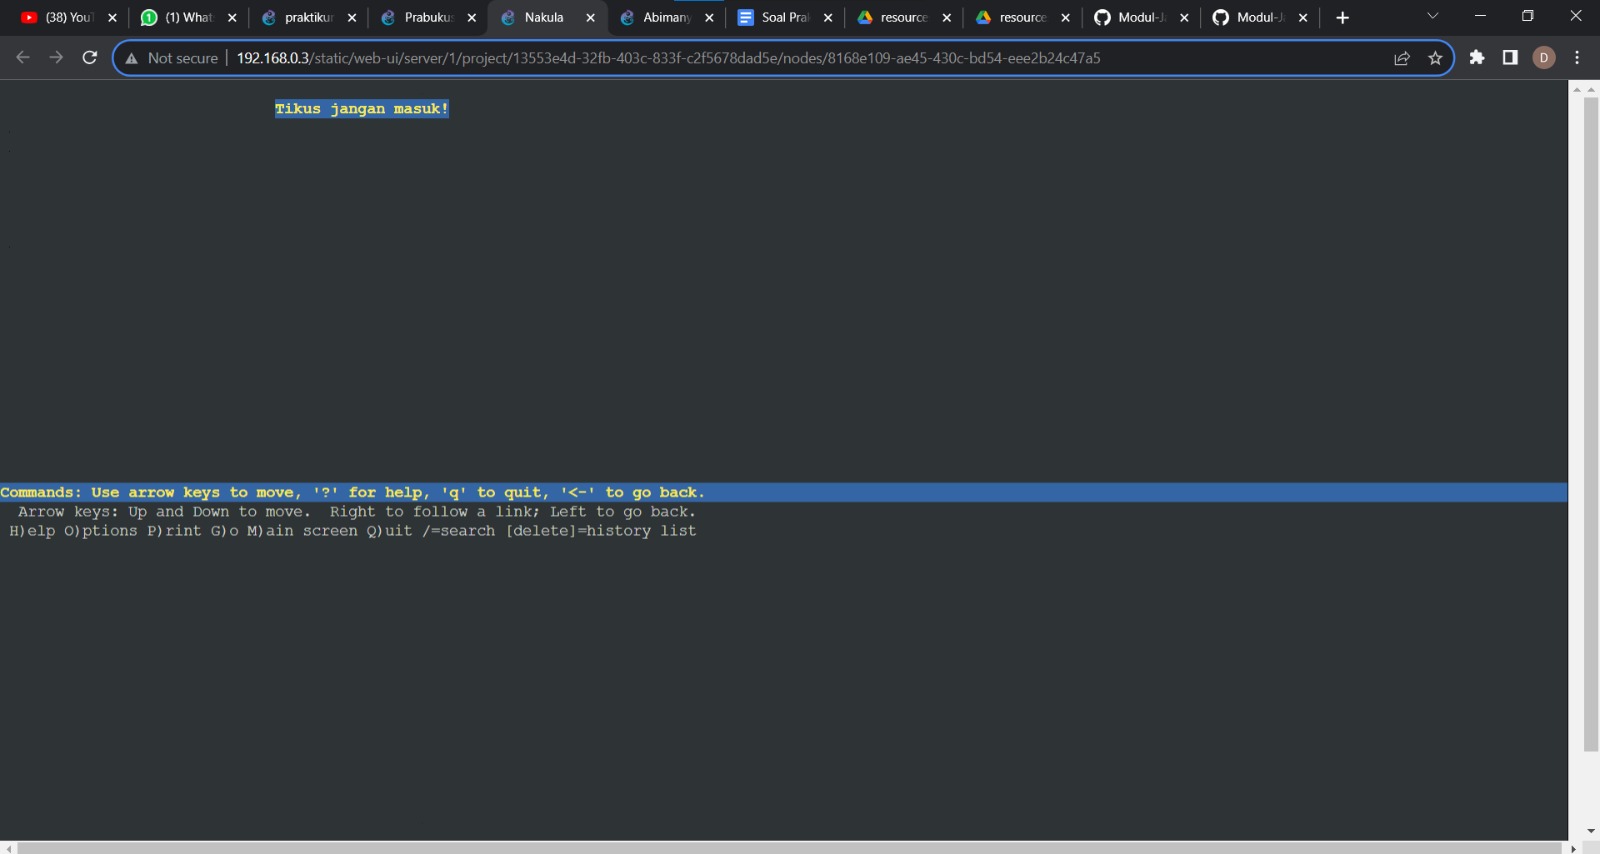 (38) You
(1) What
praktikur
Prabukus
Nakula
Abimany
Soal Pral
resource
resource
Modul-J
Modul-J
Not secure | 192.168.0.3/static/web-ui/server/1/project/13553e4d-32fb-403c-833f-c2f5678dad5e/nodes/8168e109-ae45-430c-bd54-eee2b24c47a5
D
Tikus jangan masuk!
Commands: Use arrow keys to move, '?' for help, 'q' to quit, '<-' to go back.
Arrow keys: Up and Down to move.  Right to follow a link; Left to go back.
H)elp O)ptions P)rint G)o M)ain screen Q)uit /=search [delete]=history list